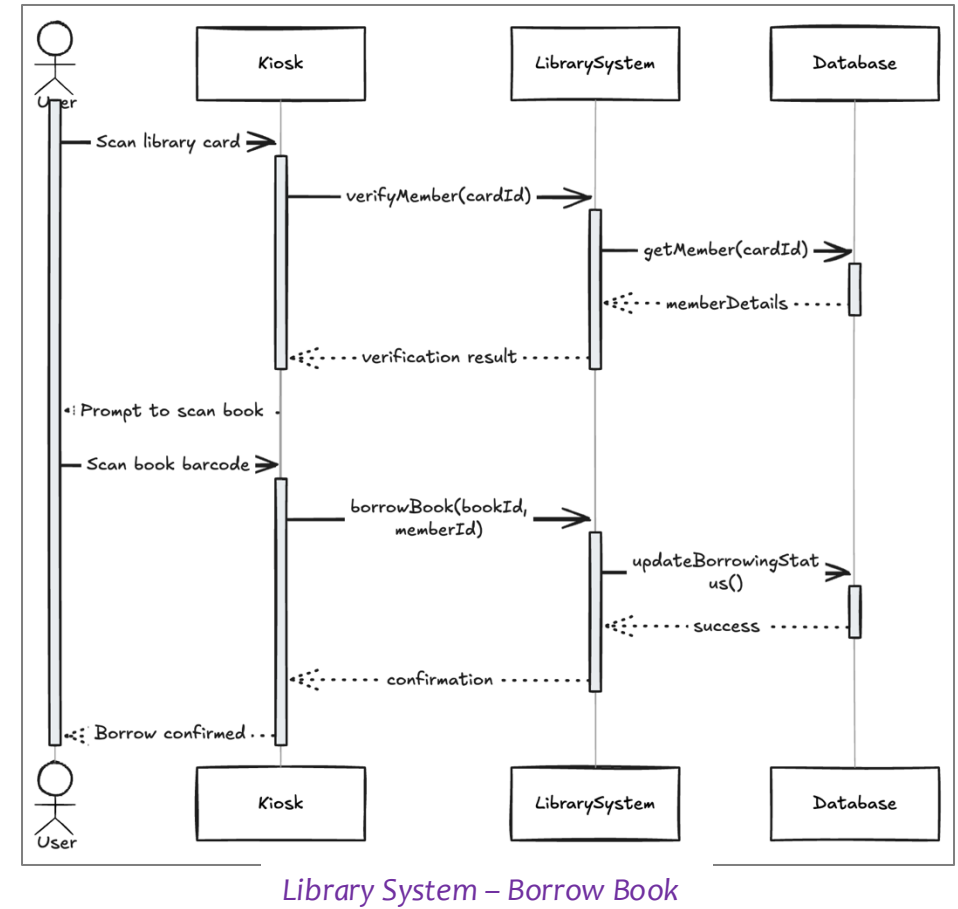 User
Kiosk
LibrarySystem
Database
Scan library card
verifyMember(cardId)
getMember(cardId)
memberDetails
verification result
Prompt to scan book
Scan book barcode
borrowBook(bookId,
memberId)
updateBorrowingStat
us()
success
confirmation
Borrow confirmed
User
Kiosk
LibrarySystem
Database
Library System – Borrow Book